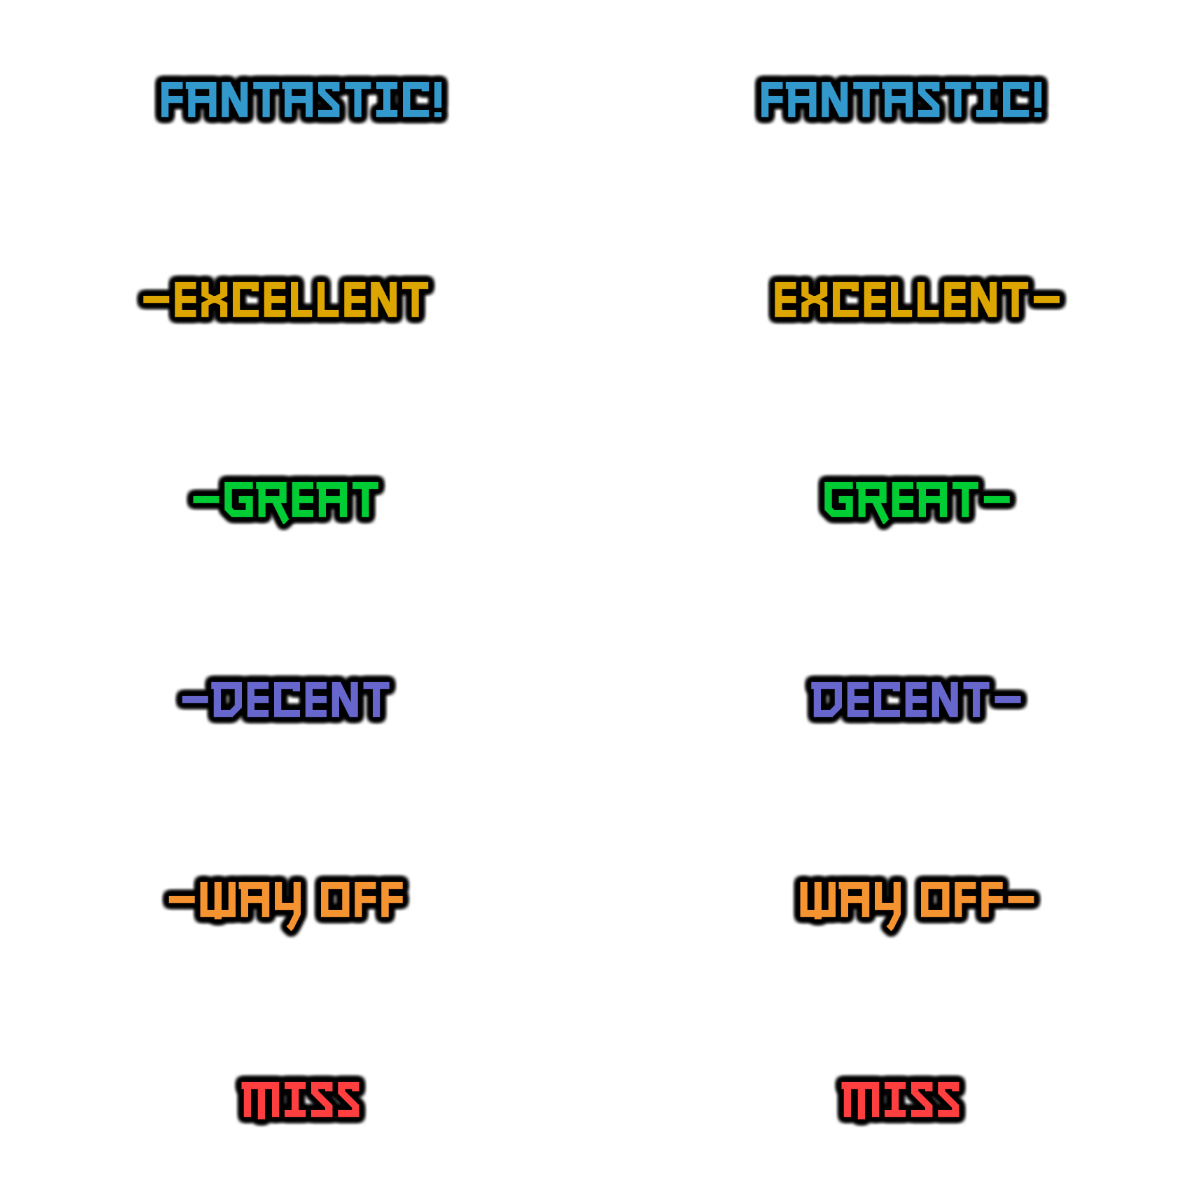 FANTASTIC! FANTASTIC!
-EXCELLENT EXCELLENT-
-GREAT GREAT-
-DECENT DECENT-
-WAY OFF WAY OFF-
MISS MISS